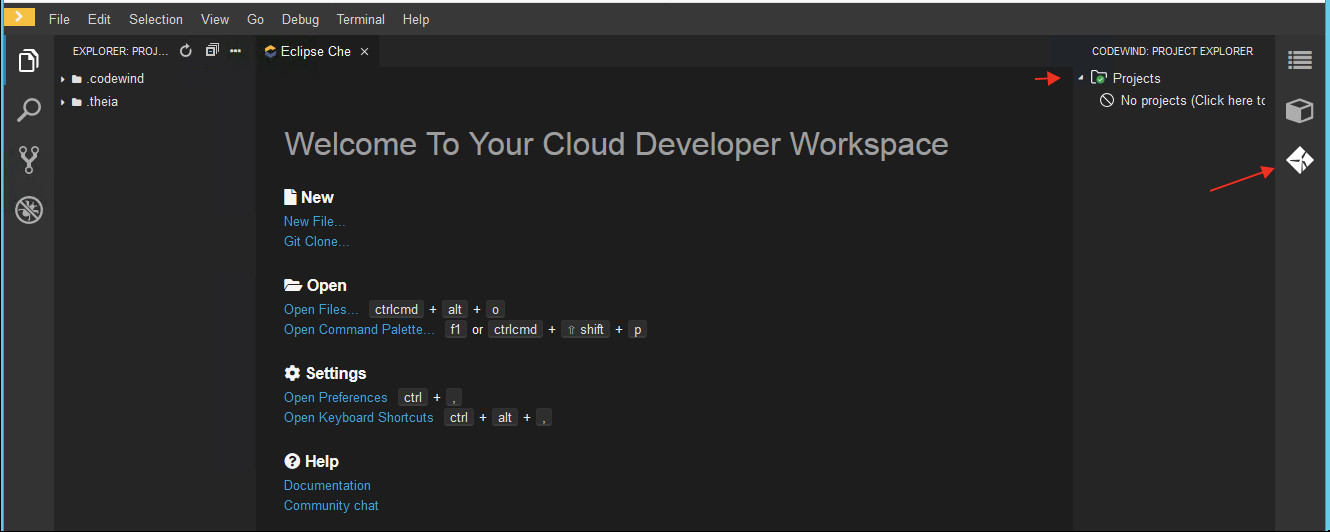 File Edit Selection View Go Debug Terminal Help
EXPLORER: PROJ...
.codewind
.theia
Eclipse Che
Welcome To Your Cloud Developer Workspace
New
New File...
Git Clone...
Open
Open Files... ctrlcmd + alt + o
Open Command Palette... f1 or ctrlcmd + ⇧ shift + p
Settings
Open Preferences ctrl + ,
Open Keyboard Shortcuts ctrl + alt + ,
Help
Documentation
Community chat
CODEWIND: PROJECT EXPLORER
Projects
No projects (Click here tc